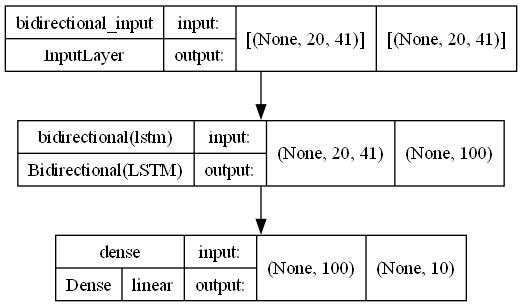 bidirectional_input input: [(None, 20, 41)] [(None, 20, 41)]
InputLayer output:
bidirectional(lstm) input: (None, 20, 41) (None, 100)
Bidirectional(LSTM) output:
dense input: (None, 100) (None, 10)
Dense linear output: